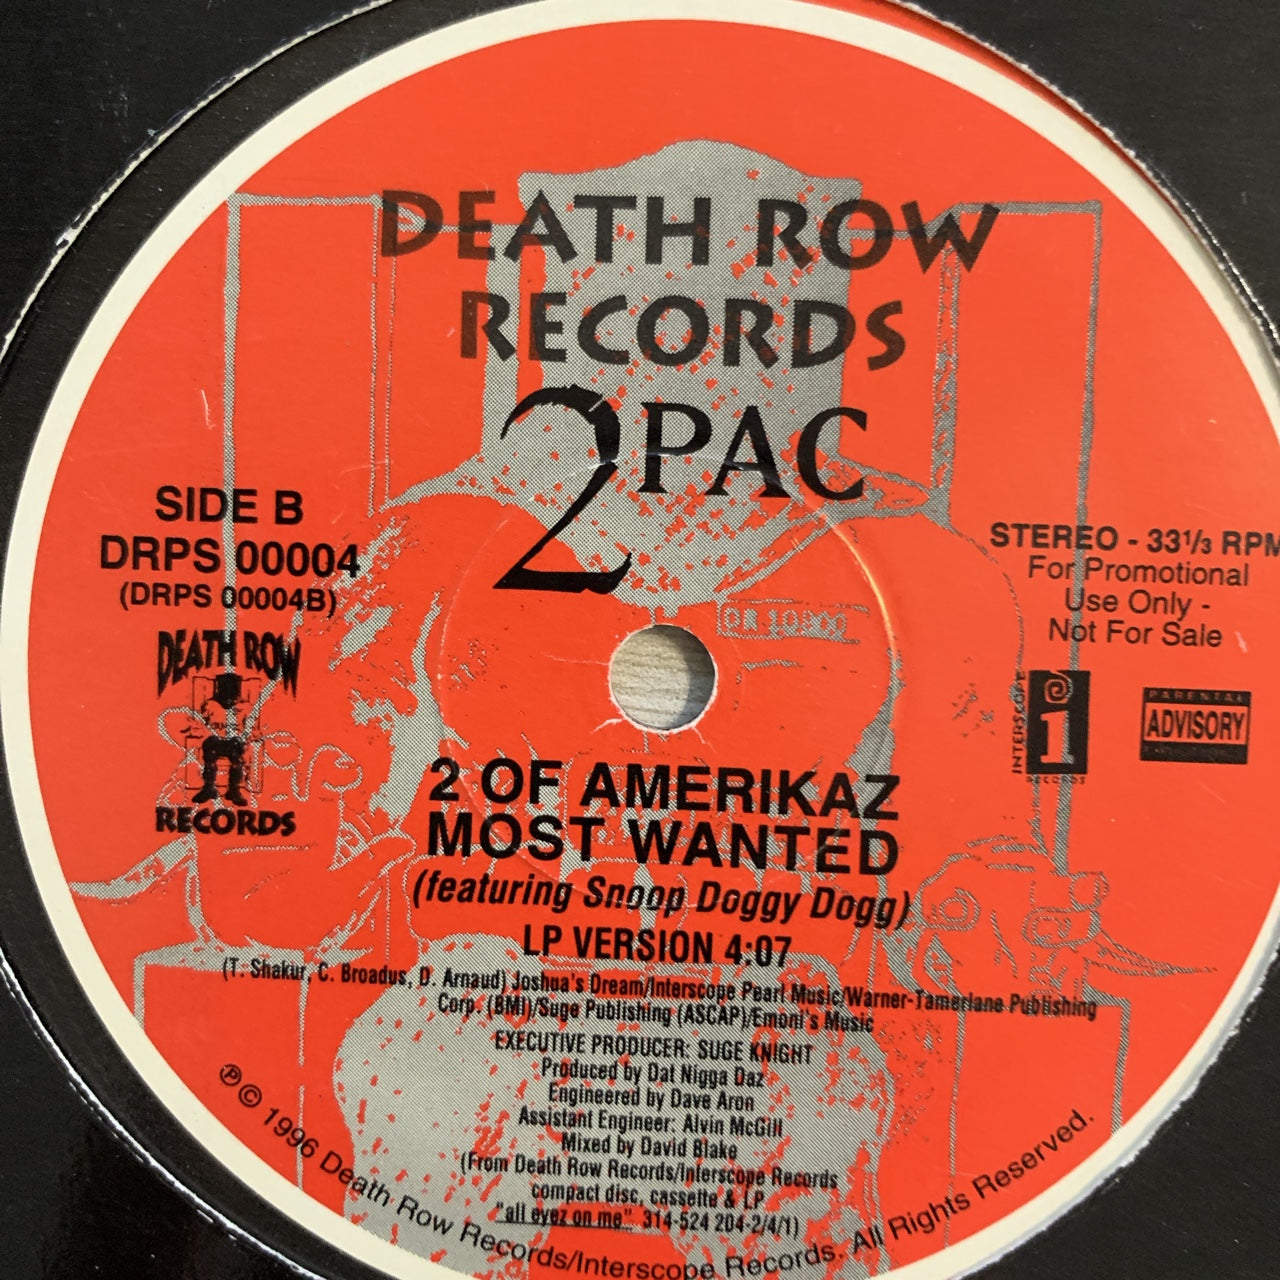 DEATH ROW
RECORDS
2PAC
SIDE B
DRPS 00004
(DRPS 00004B)
DEATH ROW
RECORDS
STEREO - 33⅓ RPM
For Promotional
Use Only -
Not For Sale
INTERSCOPE
RECORDS
PARENTAL
ADVISORY
2 OF AMERIKAZ
MOST WANTED
(featuring Snoop Doggy Dogg)
LP VERSION 4:07
(T. Shakur, C. Broadus, D. Arnaud) Joshua's Dream/Interscope Pearl Music/Warner-Tamerlane Publishing
Corp. (BMI)/Suge Publishing (ASCAP)/Emoni's Music
EXECUTIVE PRODUCER: SUGE KNIGHT
Produced by Dat Nigga Daz
Engineered by Dave Aron
Assistant Engineer: Alvin McGill
Mixed by David Blake
(From Death Row Records/Interscope Records
compact disc, cassette & LP
"all eyez on me" 314-524 204-2/4/1)
℗© 1996 Death Row Records/Interscope Records. All Rights Reserved.